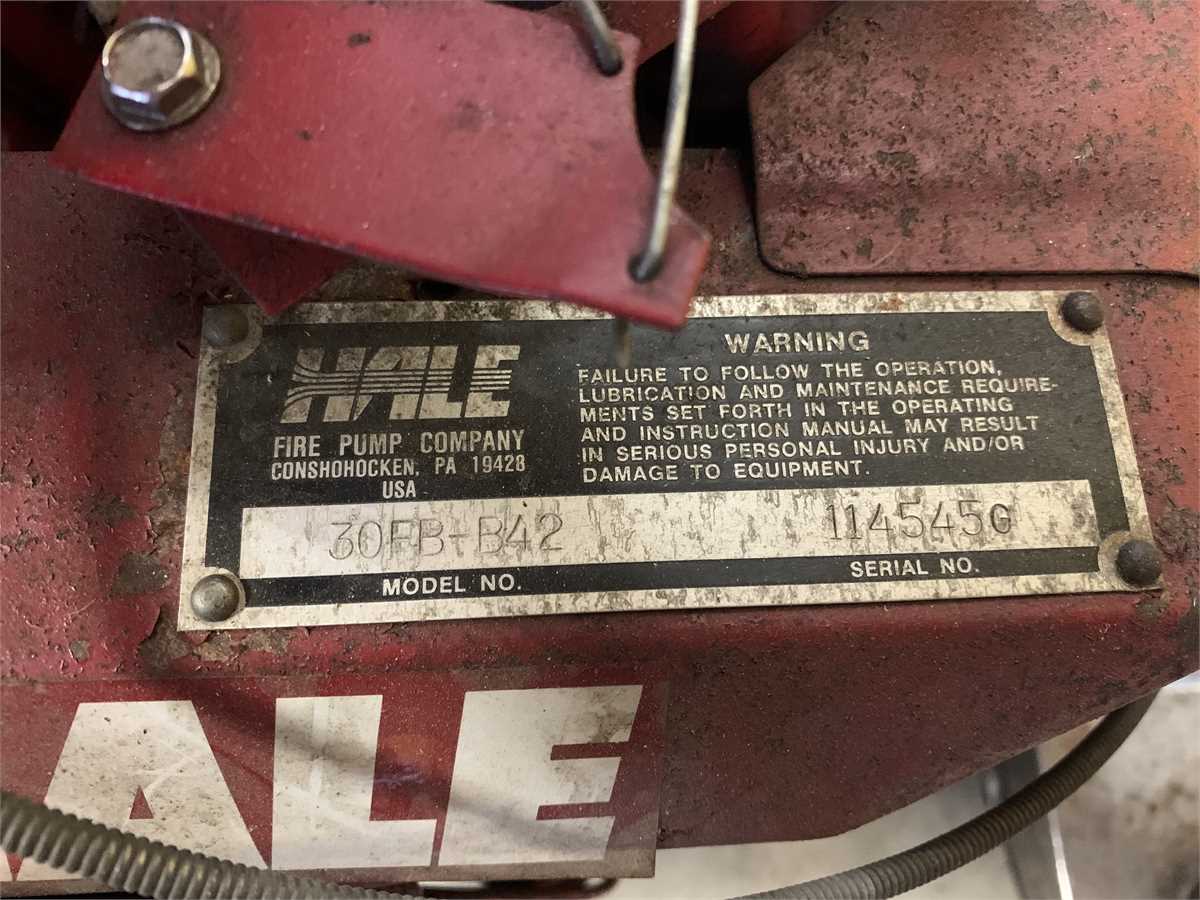 HALE
FIRE PUMP COMPANY
CONSHOHOCKEN, PA 19428
USA
WARNING
FAILURE TO FOLLOW THE OPERATION,
LUBRICATION AND MAINTENANCE REQUIRE-
MENTS SET FORTH IN THE OPERATING
AND INSTRUCTION MANUAL MAY RESULT
IN SERIOUS PERSONAL INJURY AND/OR
DAMAGE TO EQUIPMENT.
30FB-B42
114545G
MODEL NO.
SERIAL NO.
ALE